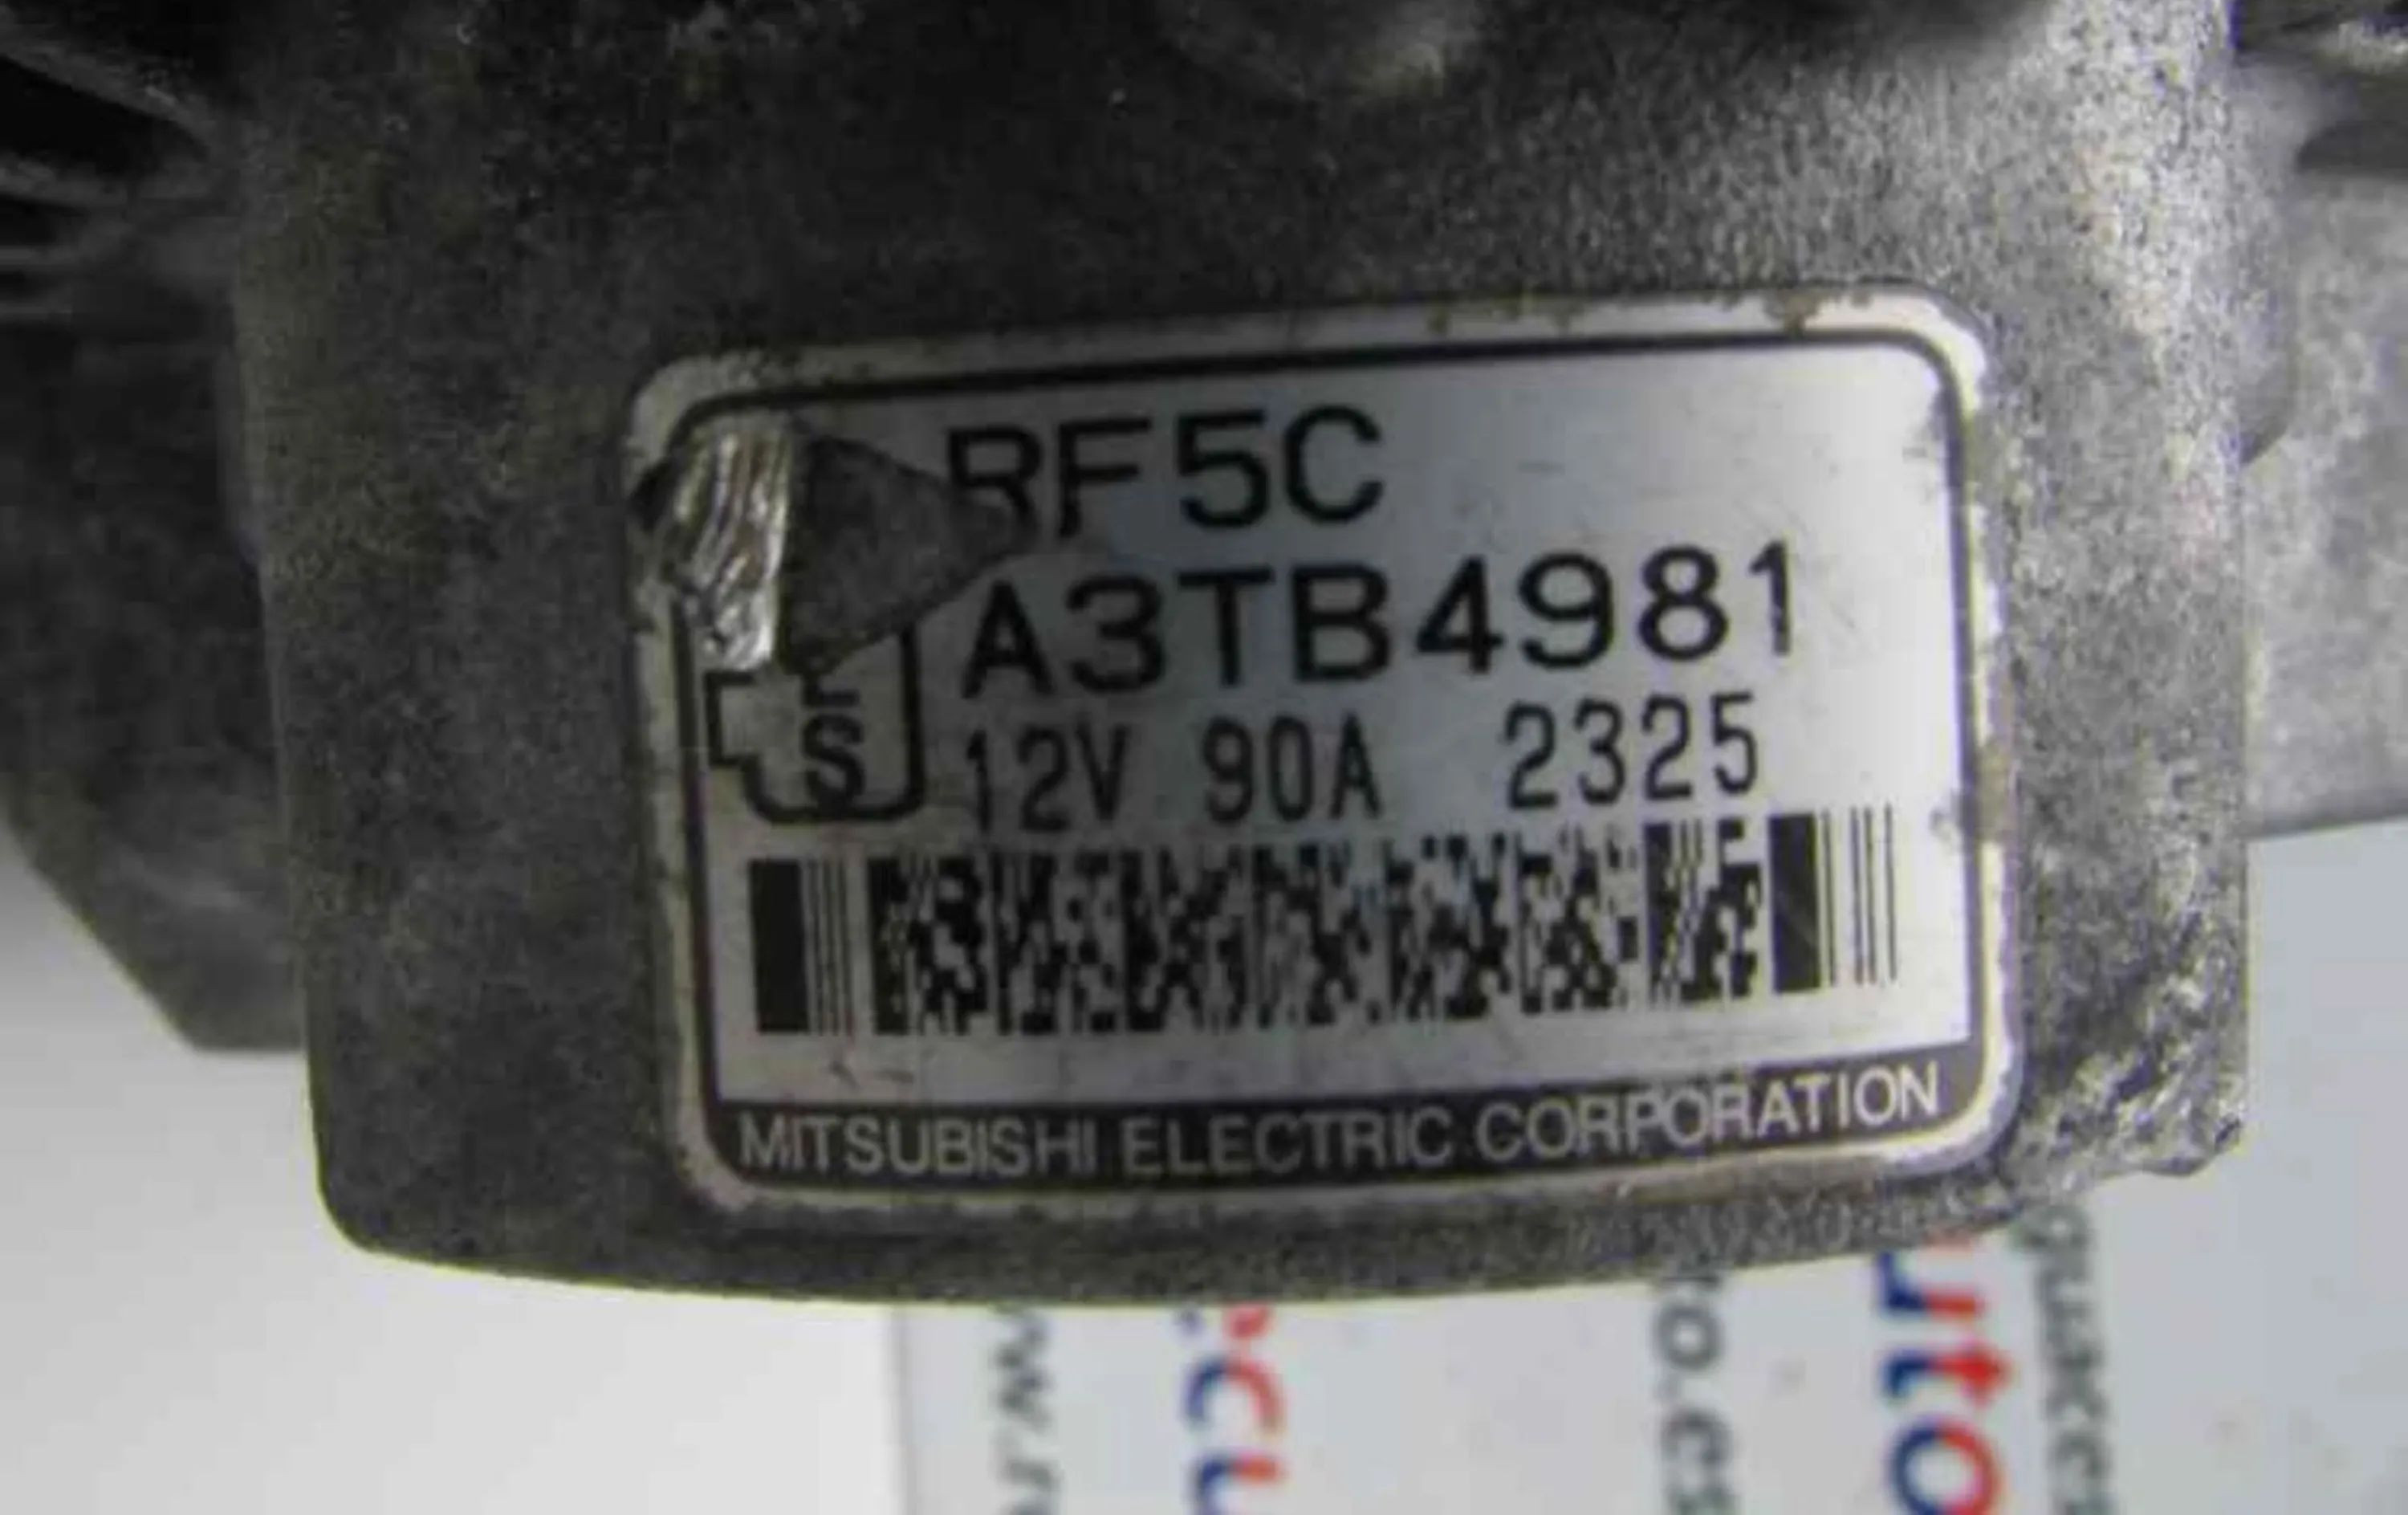 RF5C
A3TB4981
L
S
12V 90A 2325
MITSUBISHI ELECTRIC CORPORATION